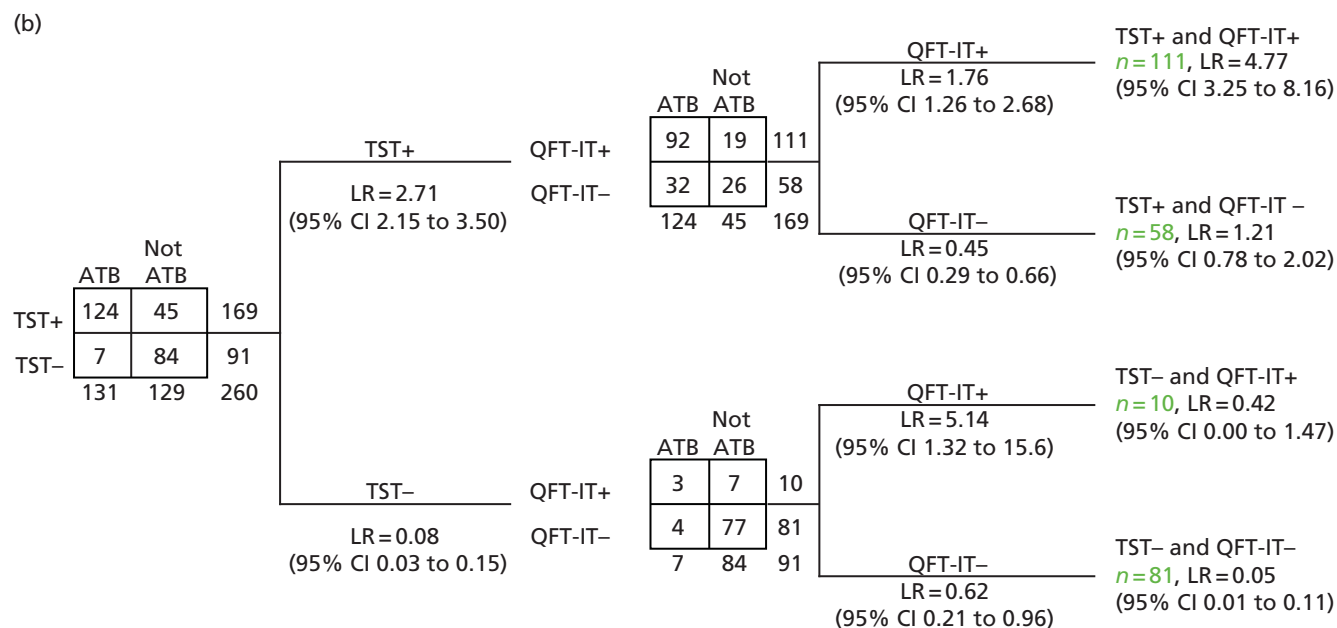 (b)
ATB
Not
ATB
TST+
124
45
169
TST–
7
84
91
131
129
260
TST+
LR=2.71
(95% CI 2.15 to 3.50)
TST–
LR=0.08
(95% CI 0.03 to 0.15)
ATB
Not
ATB
QFT-IT+
92
19
111
QFT-IT–
32
26
58
124
45
169
QFT-IT+
LR=1.76
(95% CI 1.26 to 2.68)
TST+ and QFT-IT+
n=111, LR=4.77
(95% CI 3.25 to 8.16)
QFT-IT–
LR=0.45
(95% CI 0.29 to 0.66)
TST+ and QFT-IT –
n=58, LR=1.21
(95% CI 0.78 to 2.02)
ATB
Not
ATB
QFT-IT+
3
7
10
QFT-IT–
4
77
81
7
84
91
QFT-IT+
LR=5.14
(95% CI 1.32 to 15.6)
TST– and QFT-IT+
n=10, LR=0.42
(95% CI 0.00 to 1.47)
QFT-IT–
LR=0.62
(95% CI 0.21 to 0.96)
TST– and QFT-IT–
n=81, LR=0.05
(95% CI 0.01 to 0.11)